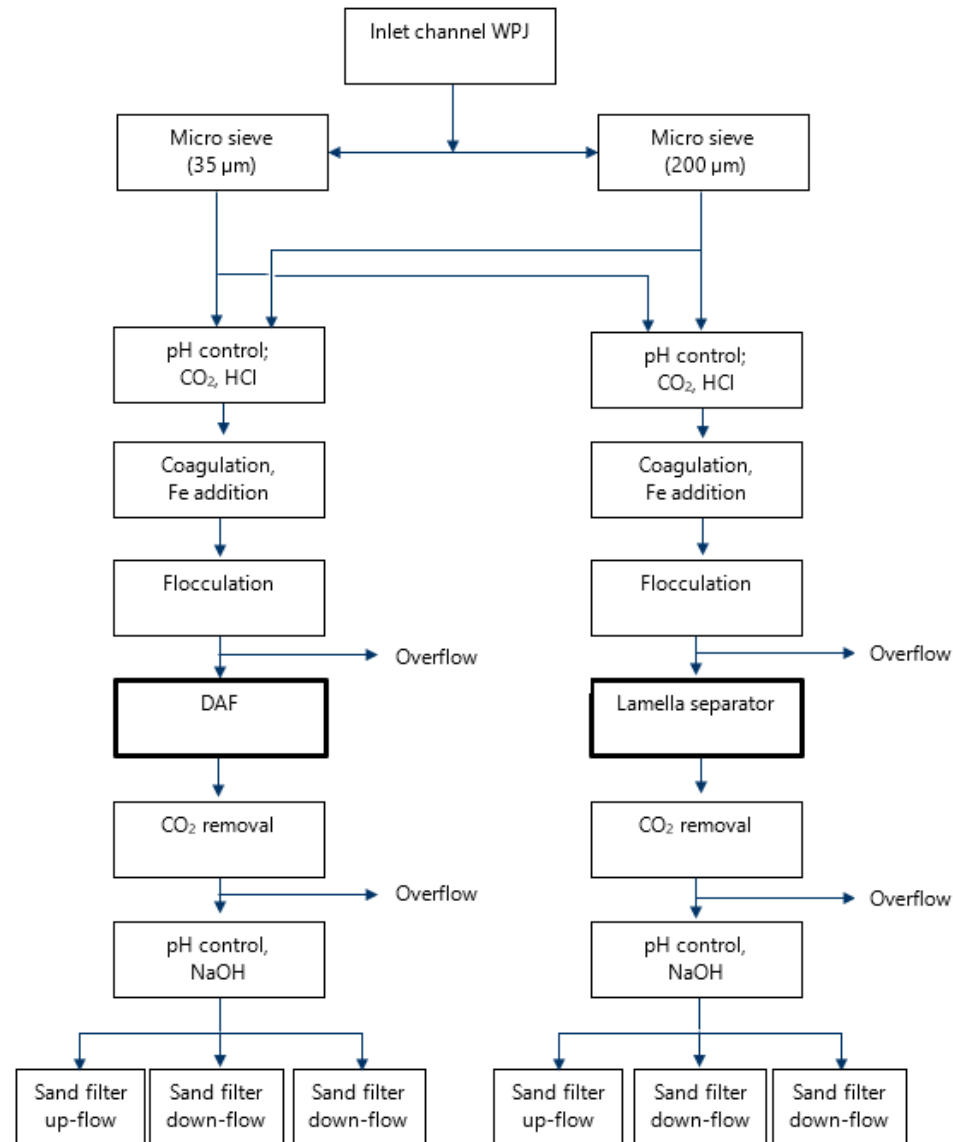 Inlet channel WPJ
Micro sieve
(35 µm)
Micro sieve
(200 µm)
pH control;
CO₂, HCl
pH control;
CO₂, HCl
Coagulation,
Fe addition
Coagulation,
Fe addition
Flocculation
Flocculation
Overflow
Overflow
DAF
Lamella separator
CO₂ removal
CO₂ removal
Overflow
Overflow
pH control,
NaOH
pH control,
NaOH
Sand filter
up-flow
Sand filter
down-flow
Sand filter
down-flow
Sand filter
up-flow
Sand filter
down-flow
Sand filter
down-flow